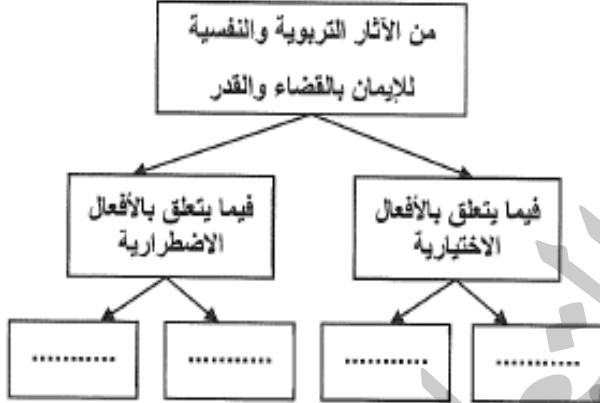 من الآثار التربوية والنفسية
للإيمان بالقضاء والقدر
فيما يتعلق بالأفعال
الاختيارية
فيما يتعلق بالأفعال
الاضطرارية
...........
...........
...........
...........